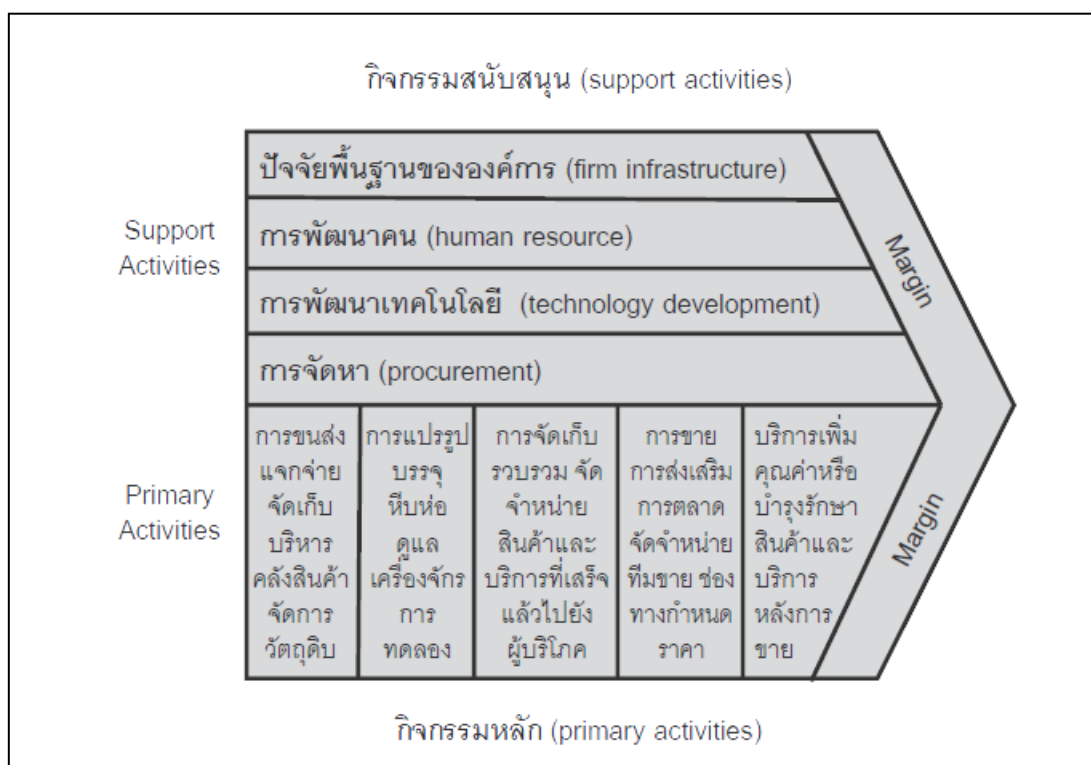 กิจกรรมสนับสนุน (support activities)
Support
Activities
ปัจจัยพื้นฐานขององค์การ (firm infrastructure)
การพัฒนาคน (human resource)
การพัฒนาเทคโนโลยี (technology development)
การจัดหา (procurement)
Margin
Primary
Activities
การขนส่ง
แจกจ่าย
จัดเก็บ
บริหาร
คลังสินค้า
จัดการ
วัตถุดิบ
การแปรรูป
บรรจุ
หีบห่อ
ดูแล
เครื่องจักร
การ
ทดลอง
การจัดเก็บ
รวบรวม จัด
จำหน่าย
สินค้าและ
บริการที่เสร็จ
แล้วไปยัง
ผู้บริโภค
การขาย
การส่งเสริม
การตลาด
จัดจำหน่าย
ทีมขาย ช่อง
ทางกำหนด
ราคา
บริการเพิ่ม
คุณค่าหรือ
บำรุงรักษา
สินค้าและ
บริการ
หลังการ
ขาย
Margin
กิจกรรมหลัก (primary activities)